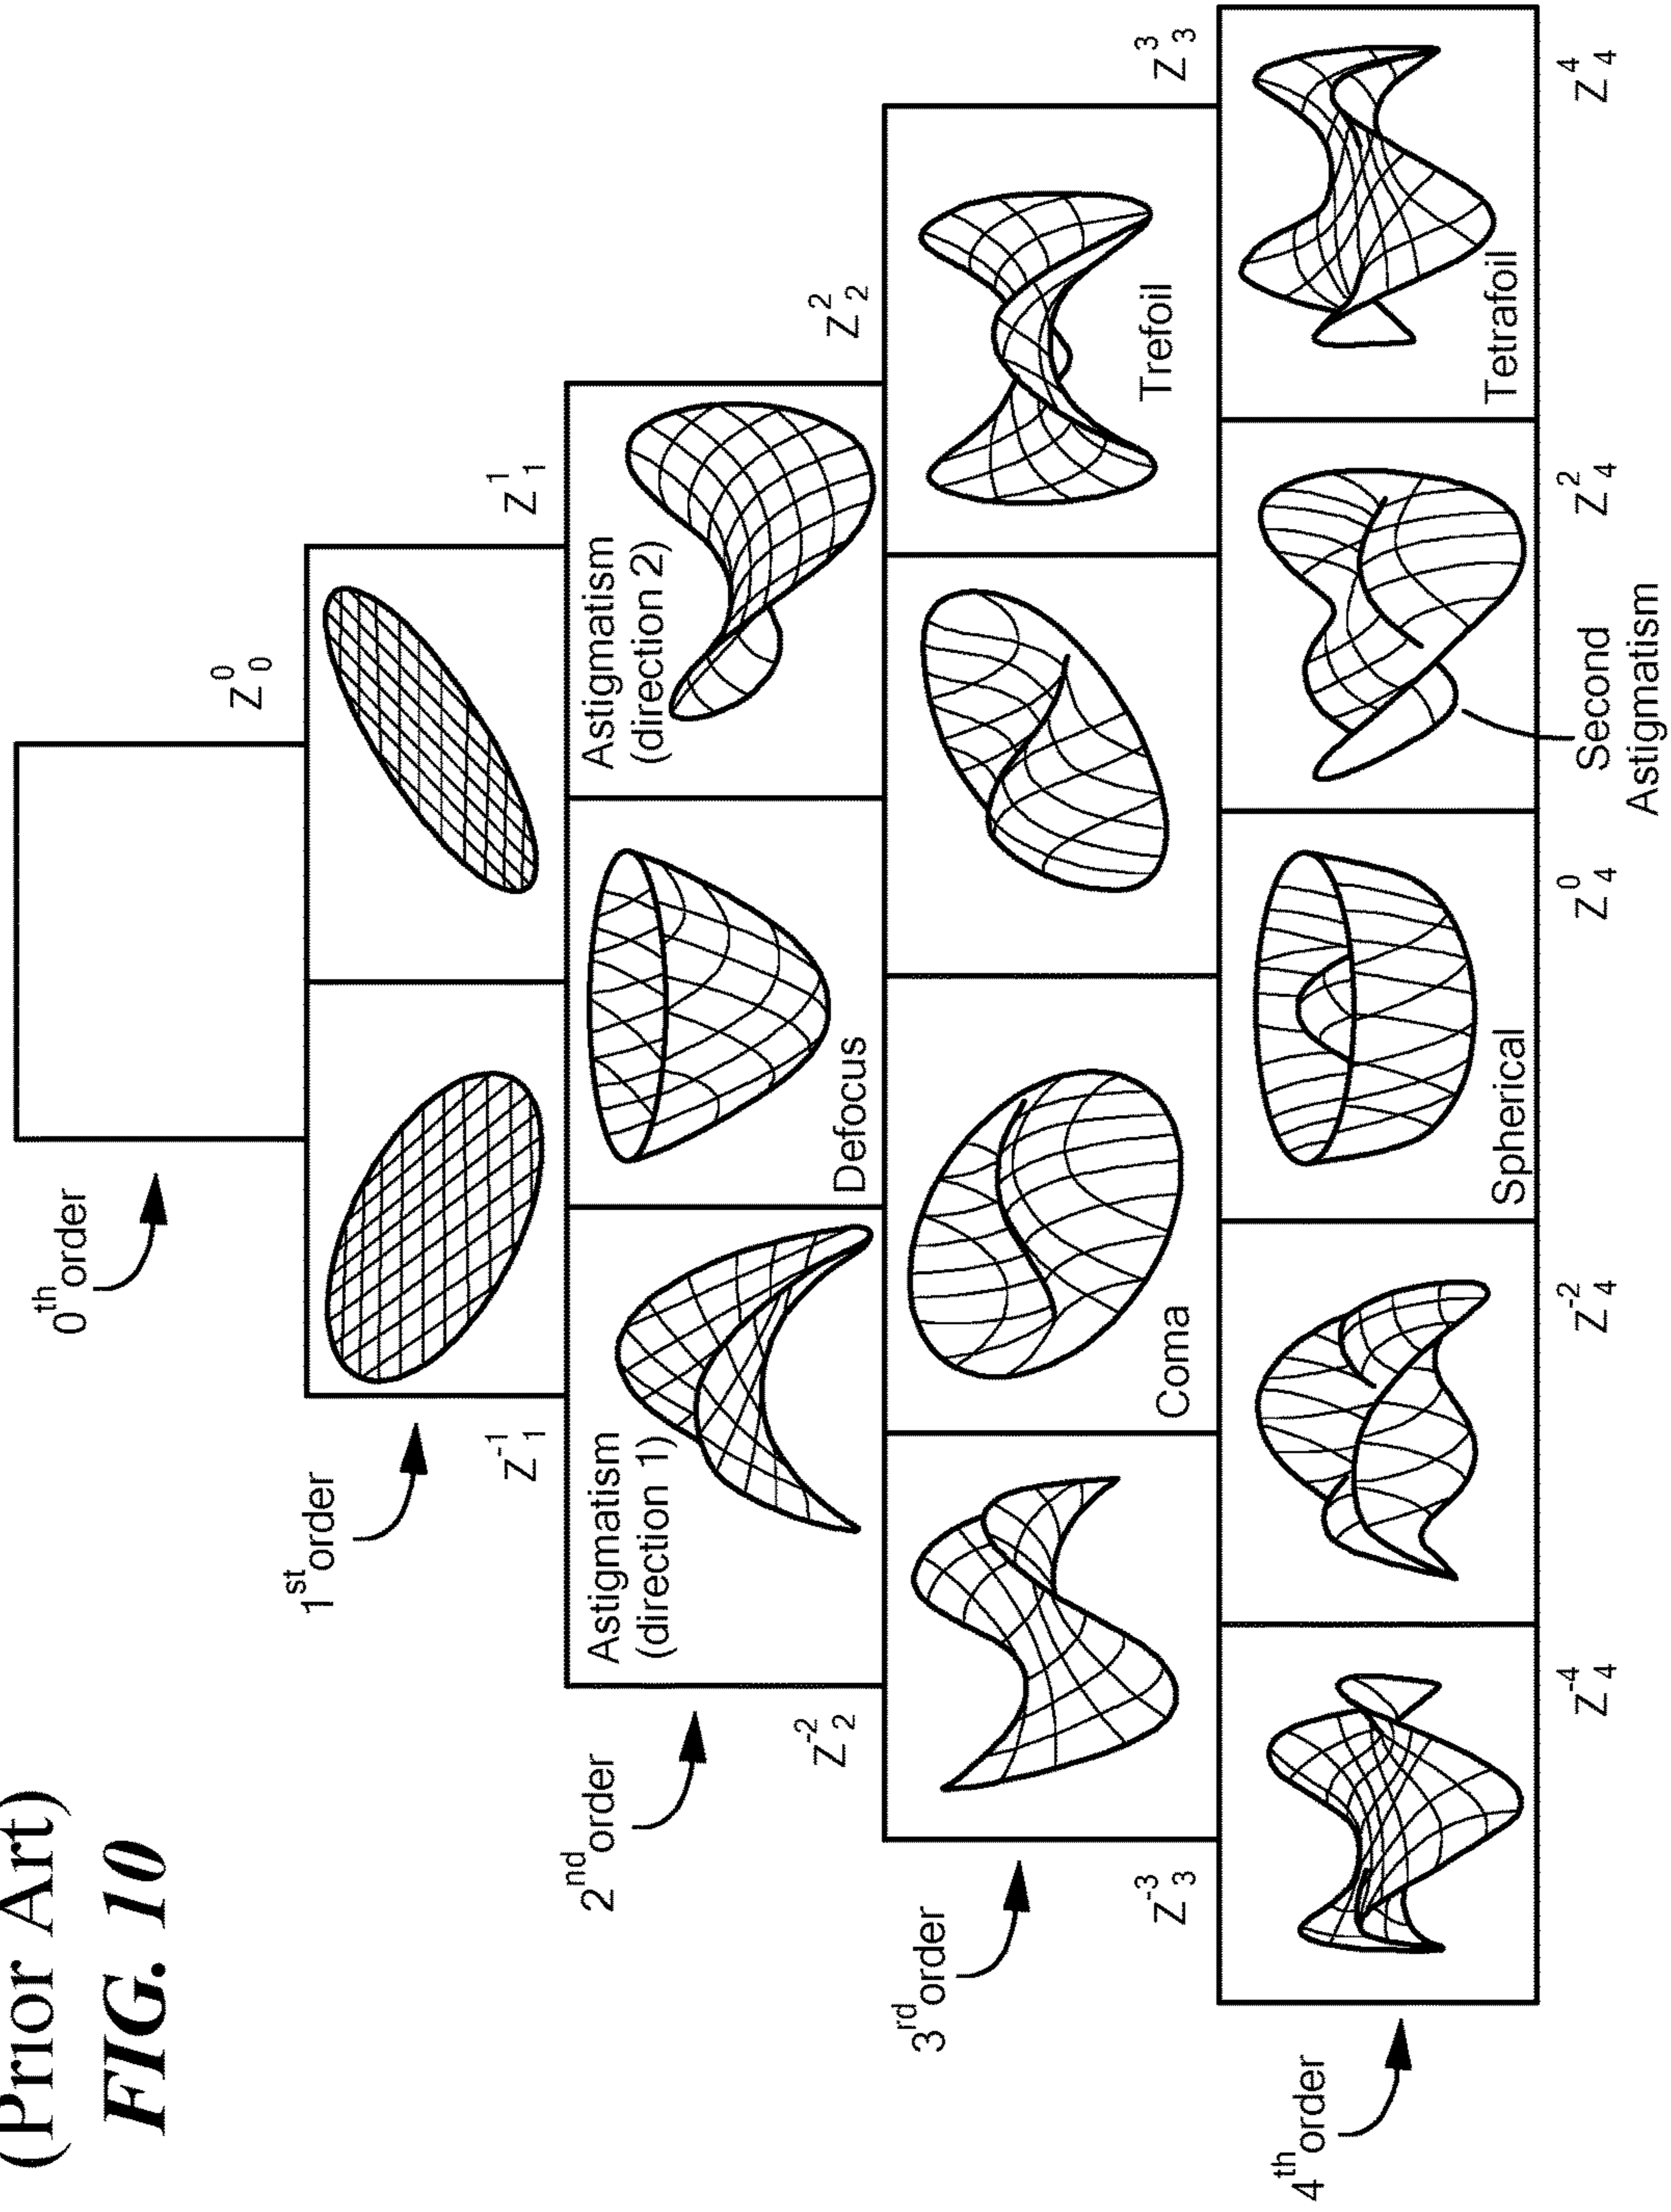 (Prior Art)
FIG. 10
0th order
Z00
1st order
Z1-1
Z11
2nd order
Astigmatism
(direction 1)
Defocus
Astigmatism
(direction 2)
Z2-2
Z22
3rd order
Coma
Trefoil
Z3-3
Z33
4th order
Spherical
Tetrafoil
Z4-4
Z4-2
Z40
Second
Astigmatism
Z42
Z44